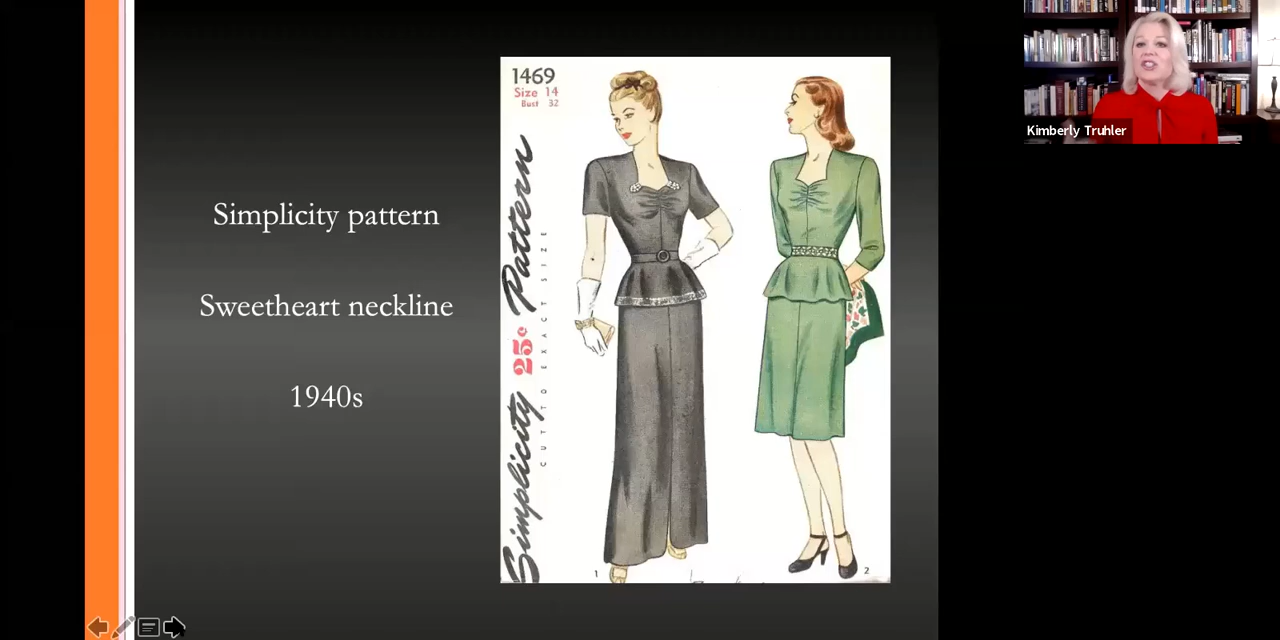 Simplicity pattern
Sweetheart neckline
1940s
1469
Size 14
Bust 32
Simplicity 25¢ Pattern
CUT TO EXACT SIZE
1
2
Kimberly Truhler